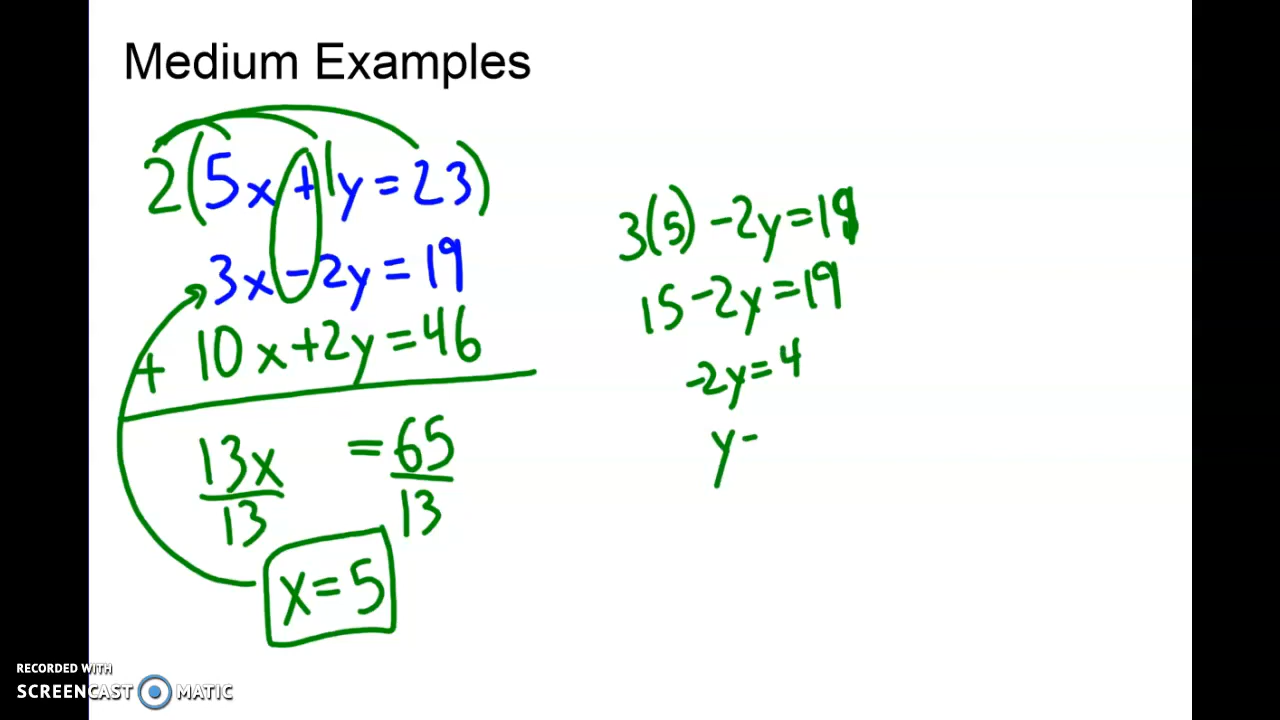 Medium Examples
2(5x+1y=23)
3x-2y=19
+ 10x+2y=46
13x = 65
13 13
x=5
3(5)-2y=19
15-2y=19
-2y=4
y-
RECORDED WITH
SCREENCAST MATIC